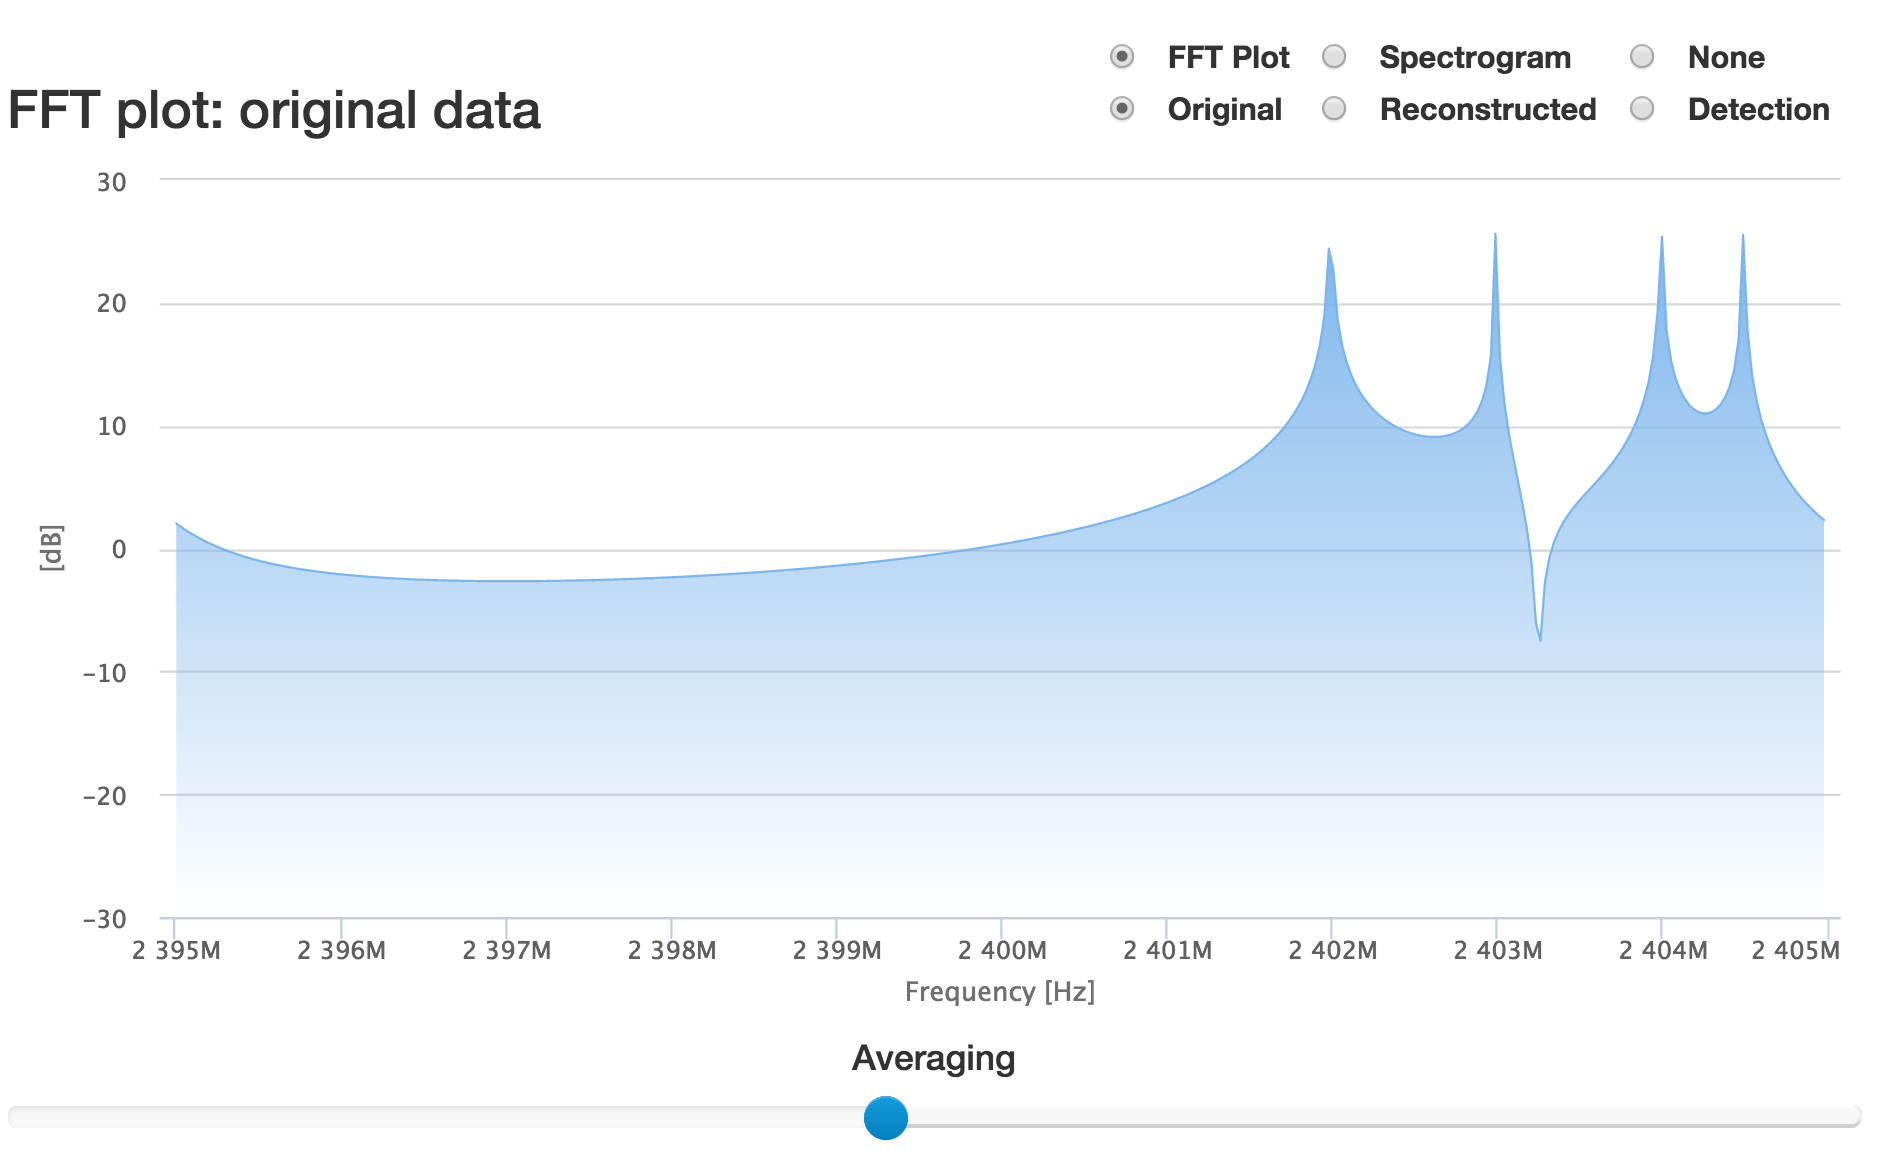 FFT Plot Spectrogram None
FFT plot: original data
Original Reconstructed Detection
30
20
10
0
−10
−20
−30
[dB]
2 395M 2 396M 2 397M 2 398M 2 399M 2 400M 2 401M 2 402M 2 403M 2 404M 2 405M
Frequency [Hz]
Averaging